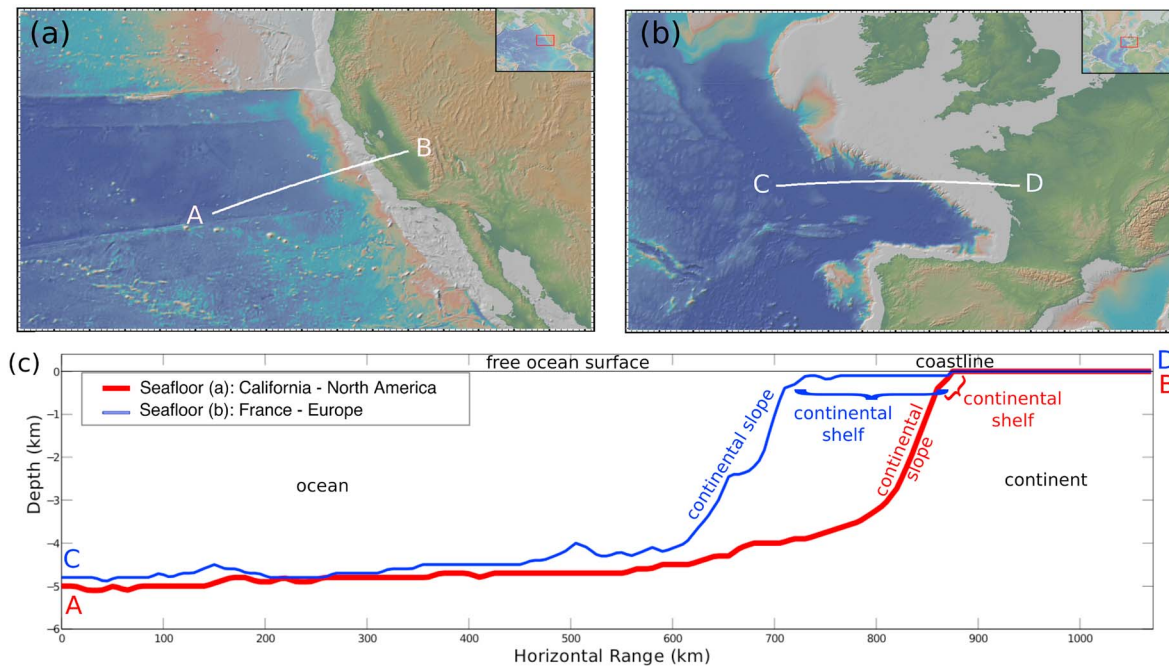 (a)
A
B
(b)
C
D
(c)
free ocean surface
coastline
D
B
Seafloor (a): California - North America
Seafloor (b): France - Europe
continental slope
continental
shelf
continental
slope
continental
shelf
ocean
continent
C
A
Depth (km)
0
−1
−2
−3
−4
−5
−6
0
100
200
300
400
500
600
700
800
900
1000
Horizontal Range (km)